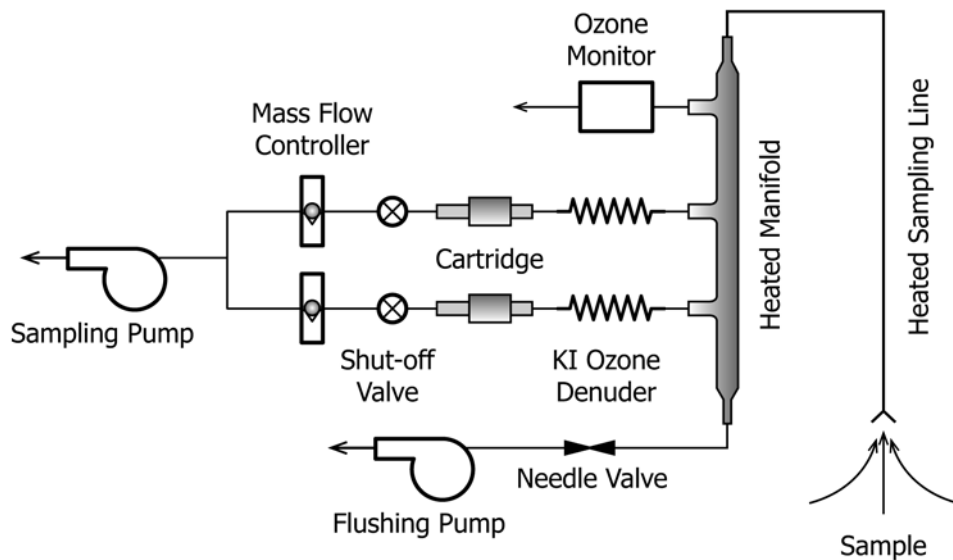 Ozone
Monitor
Mass Flow
Controller
Heated Sampling Line
Heated Manifold
Cartridge
Sampling Pump
Shut-off
Valve
KI Ozone
Denuder
Needle Valve
Flushing Pump
Sample